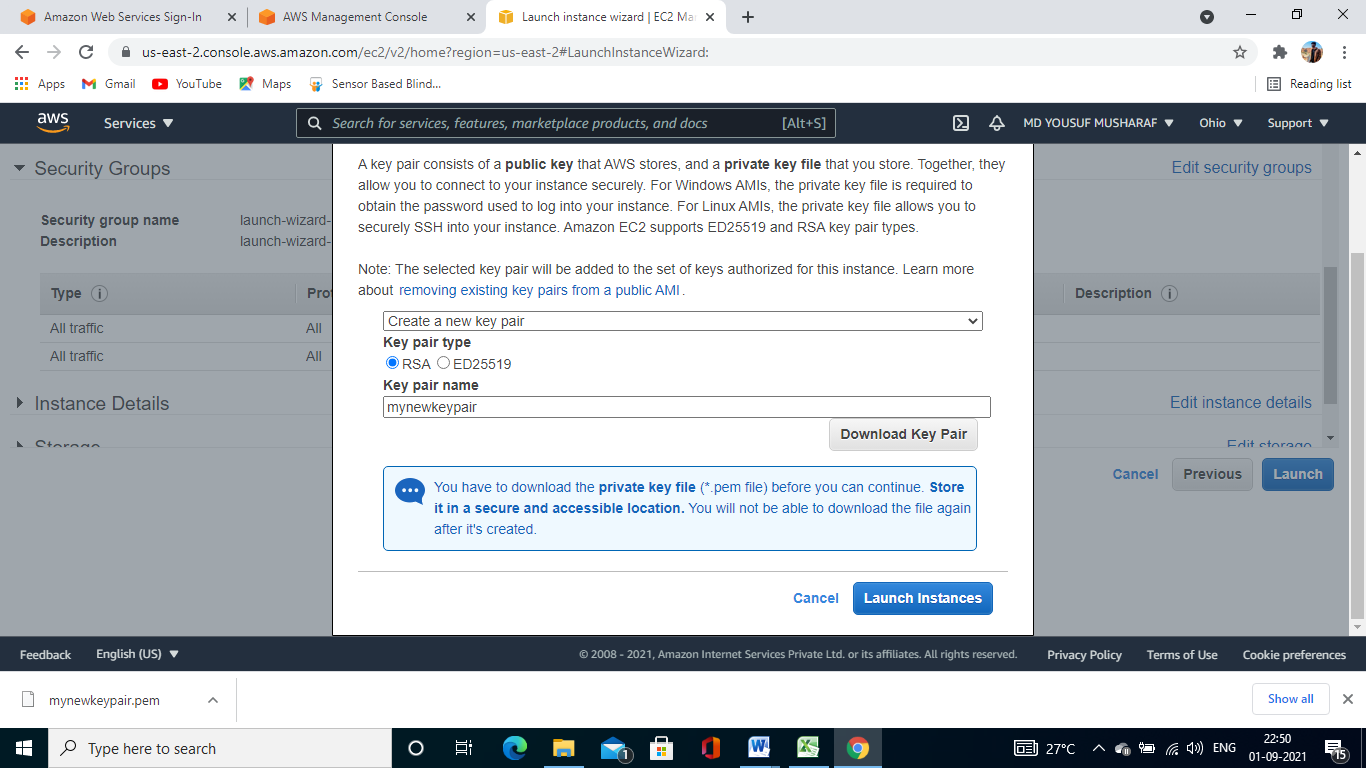 Amazon Web Services Sign-In
AWS Management Console
Launch instance wizard | EC2 Ma
us-east-2.console.aws.amazon.com/ec2/v2/home?region=us-east-2#LaunchInstanceWizard:
Apps
Gmail
YouTube
Maps
Sensor Based Blind...
Reading list
aws
Services
Search for services, features, marketplace products, and docs
[Alt+S]
MD YOUSUF MUSHARAF
Ohio
Support
Security Groups
Edit security groups
Security group name
launch-wizard-
Description
launch-wizard-
Type
Pro
Description
All traffic
All
All traffic
All
Instance Details
Edit instance details
Storage
Edit storage
Cancel
Previous
Launch
A key pair consists of a public key that AWS stores, and a private key file that you store. Together, they
allow you to connect to your instance securely. For Windows AMIs, the private key file is required to
obtain the password used to log into your instance. For Linux AMIs, the private key file allows you to
securely SSH into your instance. Amazon EC2 supports ED25519 and RSA key pair types.
Note: The selected key pair will be added to the set of keys authorized for this instance. Learn more
about removing existing key pairs from a public AMI .
Create a new key pair
Key pair type
RSA
ED25519
Key pair name
mynewkeypair
Download Key Pair
You have to download the private key file (*.pem file) before you can continue. Store
it in a secure and accessible location. You will not be able to download the file again
after it's created.
Cancel
Launch Instances
Feedback
English (US)
© 2008 - 2021, Amazon Internet Services Private Ltd. or its affiliates. All rights reserved.
Privacy Policy
Terms of Use
Cookie preferences
mynewkeypair.pem
Show all
Type here to search
1
27°C
ENG
22:50
01-09-2021
15